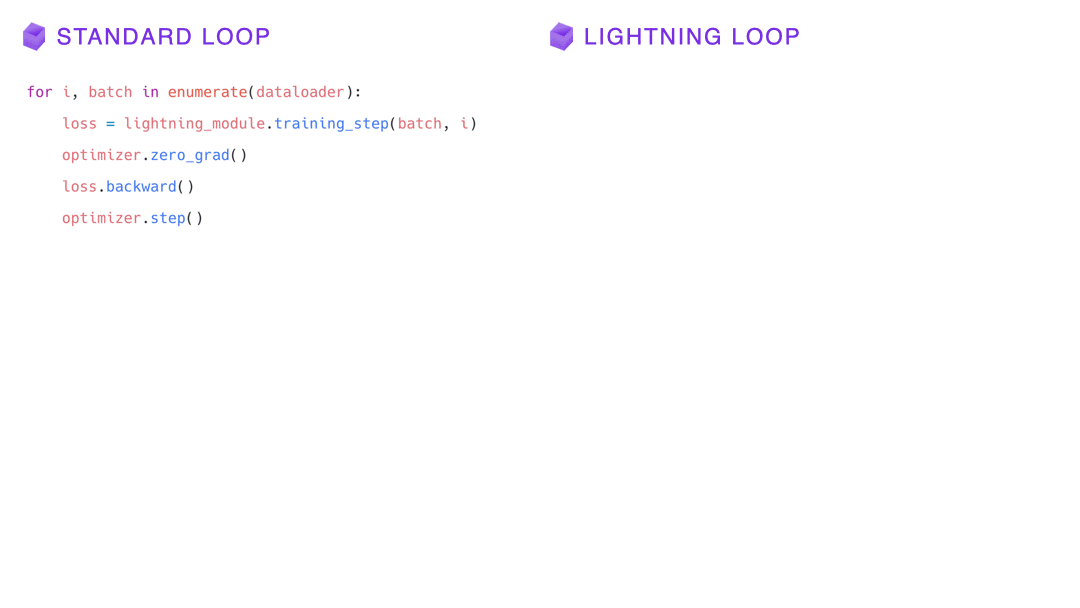 STANDARD LOOP
for i, batch in enumerate(dataloader):
    loss = lightning_module.training_step(batch, i)
    optimizer.zero_grad()
    loss.backward()
    optimizer.step()
LIGHTNING LOOP